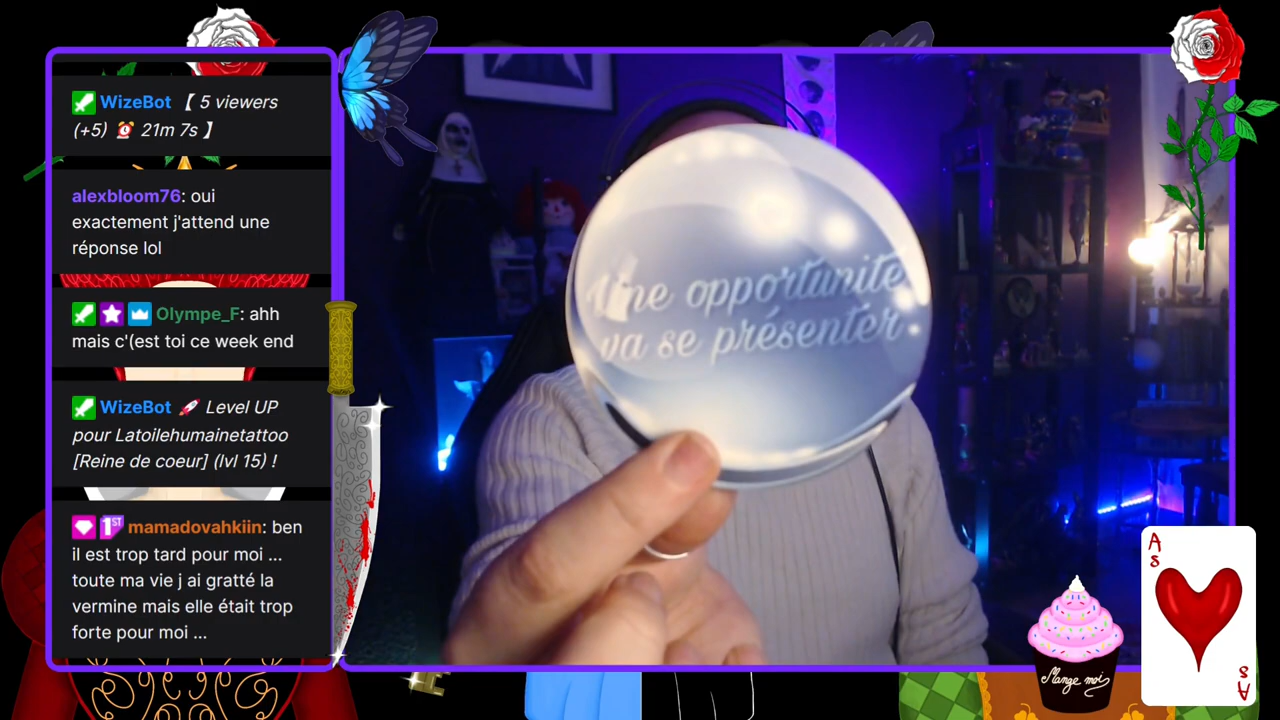 WizeBot 【 5 viewers
(+5) ⏰ 21m 7s 】
alexbloom76: oui
exactement j'attend une
réponse lol
Olympe_F: ahh
mais c'(est toi ce week end
WizeBot 🚀 Level UP
pour Latoilehumainetattoo
[Reine de coeur] (lvl 15) !
1ST mamadovahkiin: ben
il est trop tard pour moi ...
toute ma vie j ai gratté la
vermine mais elle était trop
forte pour moi ...
Une opportunité
va se présenter
Mange moi
As
As